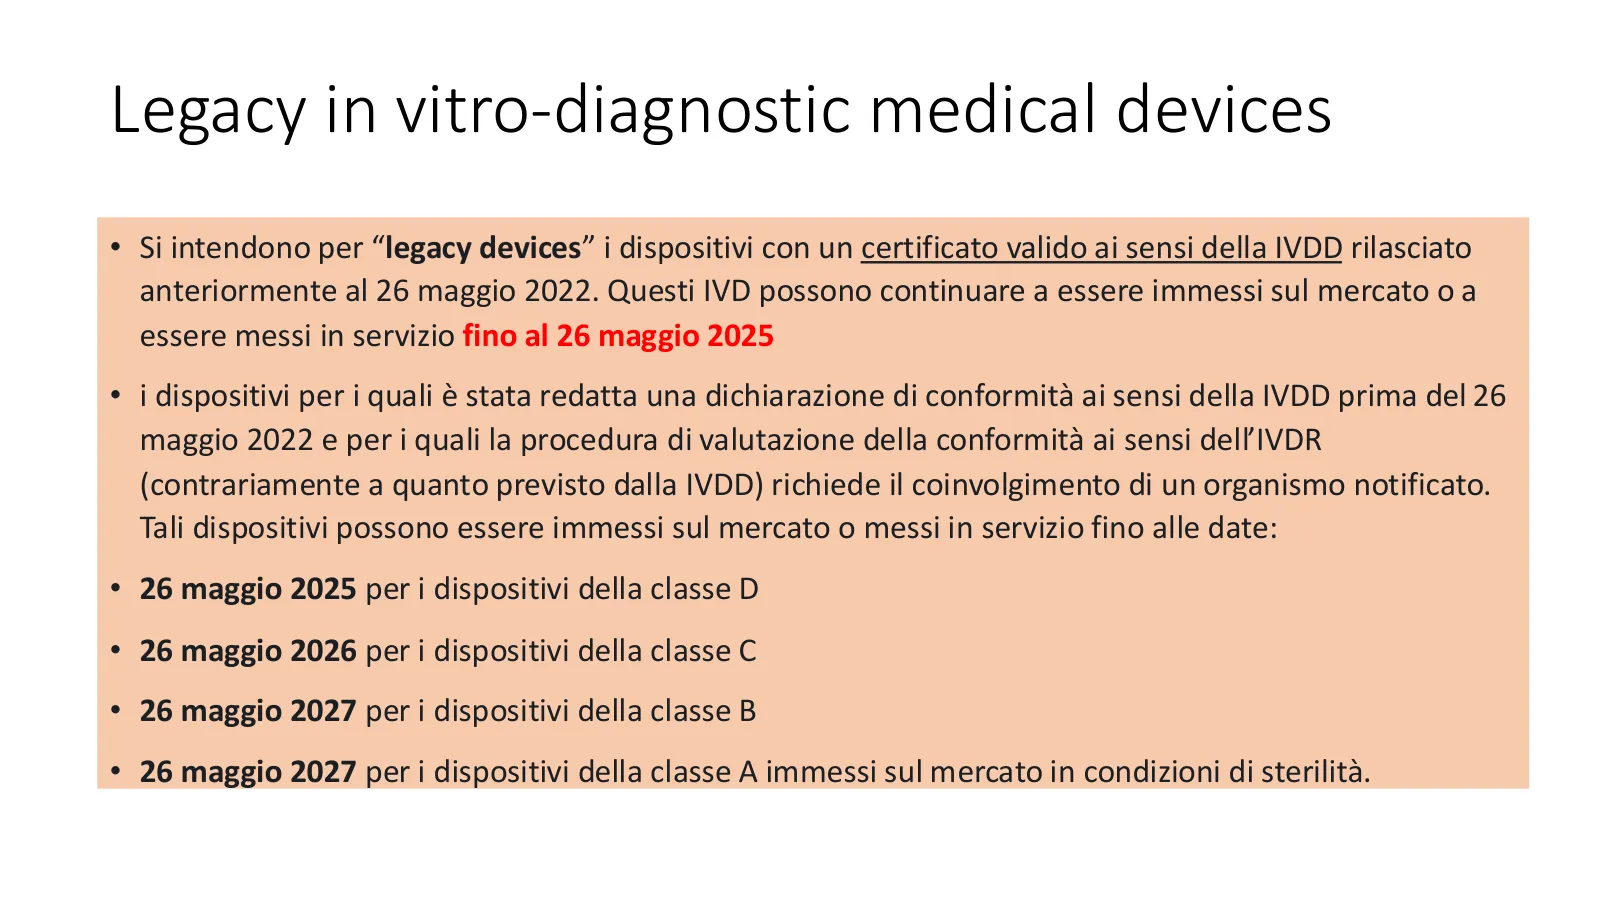 Legacy in vitro-diagnostic medical devices
• Si intendono per “legacy devices” i dispositivi con un certificato valido ai sensi della IVDD rilasciato
anteriormente al 26 maggio 2022. Questi IVD possono continuare a essere immessi sul mercato o a
essere messi in servizio fino al 26 maggio 2025
• i dispositivi per i quali è stata redatta una dichiarazione di conformità ai sensi della IVDD prima del 26
maggio 2022 e per i quali la procedura di valutazione della conformità ai sensi dell’IVDR
(contrariamente a quanto previsto dalla IVDD) richiede il coinvolgimento di un organismo notificato.
Tali dispositivi possono essere immessi sul mercato o messi in servizio fino alle date:
• 26 maggio 2025 per i dispositivi della classe D
• 26 maggio 2026 per i dispositivi della classe C
• 26 maggio 2027 per i dispositivi della classe B
• 26 maggio 2027 per i dispositivi della classe A immessi sul mercato in condizioni di sterilità.